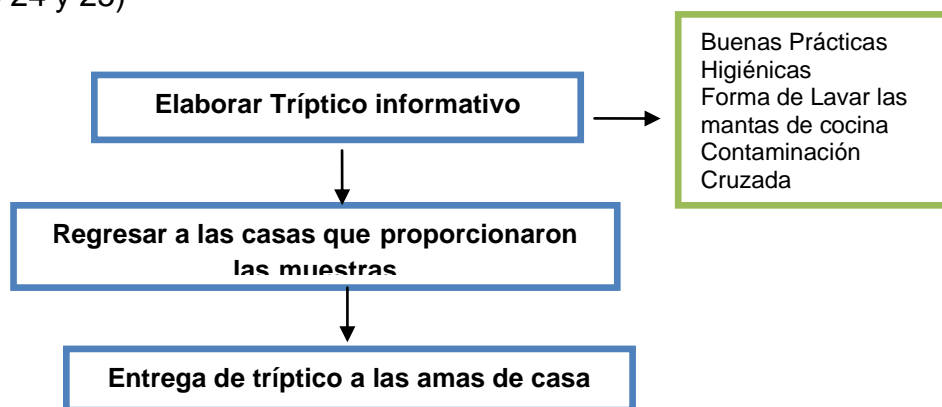 24 y 25)
Elaborar Tríptico informativo
Buenas Prácticas
Higiénicas
Forma de Lavar las
mantas de cocina
Contaminación
Cruzada
Regresar a las casas que proporcionaron
las muestras
Entrega de tríptico a las amas de casa